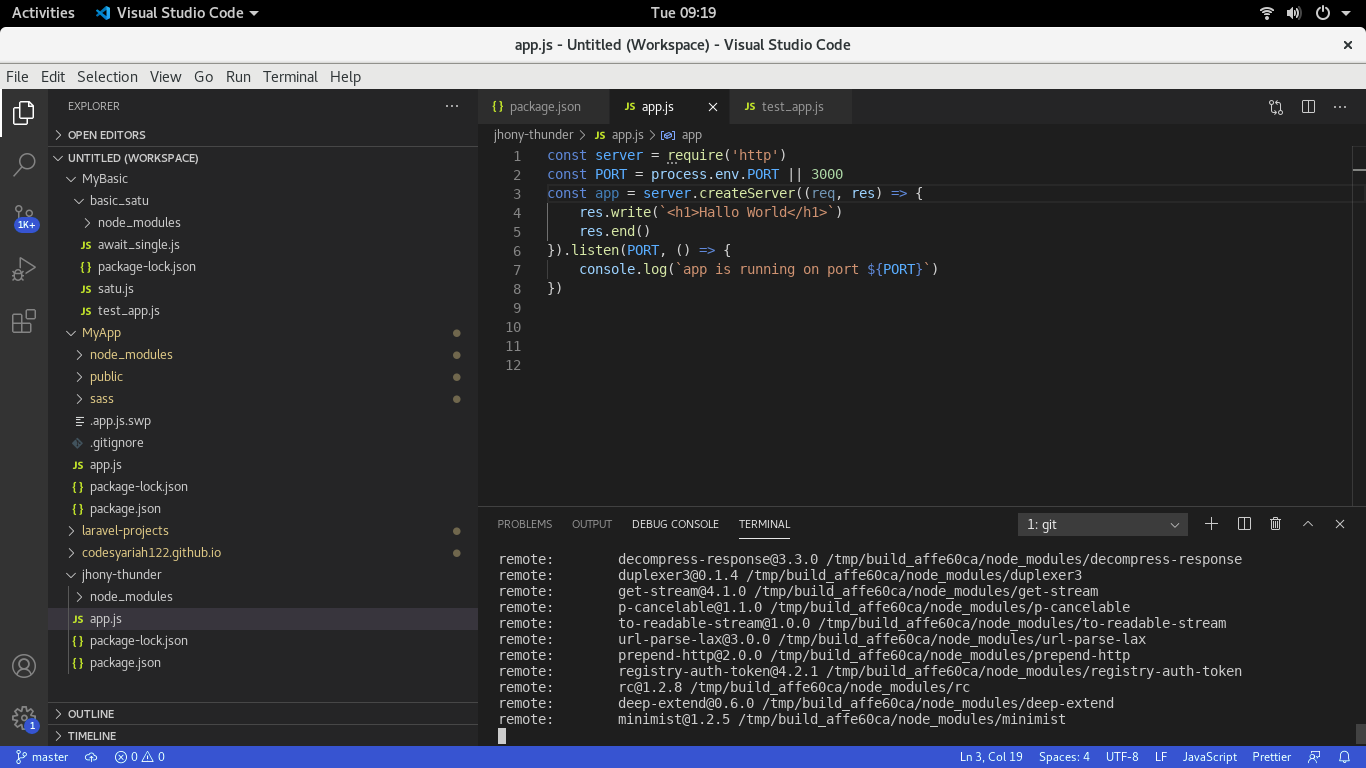 Activities Visual Studio Code Tue 09:19
app.js - Untitled (Workspace) - Visual Studio Code
File Edit Selection View Go Run Terminal Help
EXPLORER
OPEN EDITORS
UNTITLED (WORKSPACE)
MyBasic
basic_satu
node_modules
JS await_single.js
{} package-lock.json
JS satu.js
JS test_app.js
MyApp
node_modules
public
sass
.app.js.swp
.gitignore
JS app.js
{} package-lock.json
{} package.json
laravel-projects
codesyariah122.github.io
jhony-thunder
node_modules
JS app.js
{} package-lock.json
{} package.json
OUTLINE
TIMELINE
1K+
1
{} package.json JS app.js JS test_app.js
jhony-thunder > JS app.js > app
1 const server = require('http')
2 const PORT = process.env.PORT || 3000
3 const app = server.createServer((req, res) => {
4 res.write(`<h1>Hallo World</h1>`)
5 res.end()
6 }).listen(PORT, () => {
7 console.log(`app is running on port ${PORT}`)
8 })
9
10
11
12
PROBLEMS OUTPUT DEBUG CONSOLE TERMINAL 1: git
remote: decompress-response@3.3.0 /tmp/build_affe60ca/node_modules/decompress-response
remote: duplexer3@0.1.4 /tmp/build_affe60ca/node_modules/duplexer3
remote: get-stream@4.1.0 /tmp/build_affe60ca/node_modules/get-stream
remote: p-cancelable@1.1.0 /tmp/build_affe60ca/node_modules/p-cancelable
remote: to-readable-stream@1.0.0 /tmp/build_affe60ca/node_modules/to-readable-stream
remote: url-parse-lax@3.0.0 /tmp/build_affe60ca/node_modules/url-parse-lax
remote: prepend-http@2.0.0 /tmp/build_affe60ca/node_modules/prepend-http
remote: registry-auth-token@4.2.1 /tmp/build_affe60ca/node_modules/registry-auth-token
remote: rc@1.2.8 /tmp/build_affe60ca/node_modules/rc
remote: deep-extend@0.6.0 /tmp/build_affe60ca/node_modules/deep-extend
remote: minimist@1.2.5 /tmp/build_affe60ca/node_modules/minimist
master 0 0 Ln 3, Col 19 Spaces: 4 UTF-8 LF JavaScript Prettier